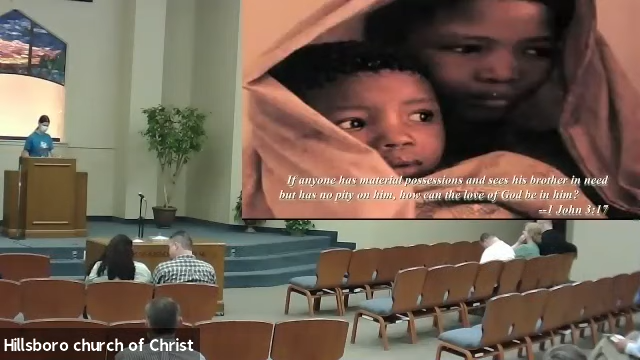 If anyone has material possessions and sees his brother in need
but has no pity on him, how can the love of God be in him?
--1 John 3:17
Hillsboro church of Christ